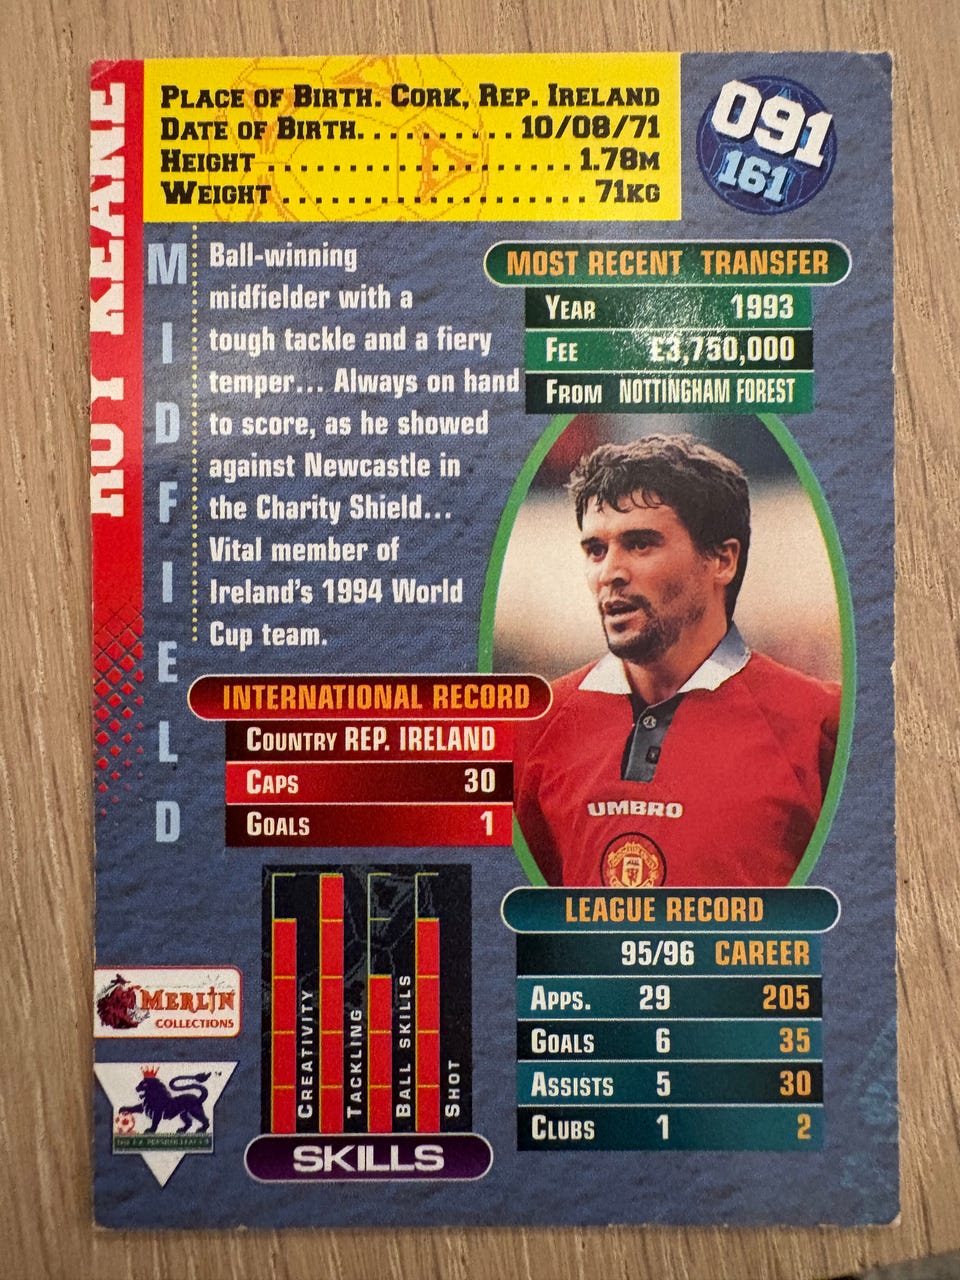 ROY KEANE
PLACE OF BIRTH. CORK, REP. IRELAND
DATE OF BIRTH..........10/08/71
HEIGHT ................... 1.78M
WEIGHT ................... 71KG
091
161
MIDFIELD
Ball-winning
midfielder with a
tough tackle and a fiery
temper... Always on hand
to score, as he showed
against Newcastle in
the Charity Shield...
Vital member of
Ireland's 1994 World
Cup team.
MOST RECENT TRANSFER
YEAR 1993
FEE £3,750,000
FROM NOTTINGHAM FOREST
UMBRO
INTERNATIONAL RECORD
COUNTRY REP. IRELAND
CAPS 30
GOALS 1
CREATIVITY
TACKLING
BALL SKILLS
SHOT
SKILLS
LEAGUE RECORD
95/96 CAREER
APPS. 29 205
GOALS 6 35
ASSISTS 5 30
CLUBS 1 2
MERLIN
COLLECTIONS
THE F.A. PREMIER LEAGUE
TM